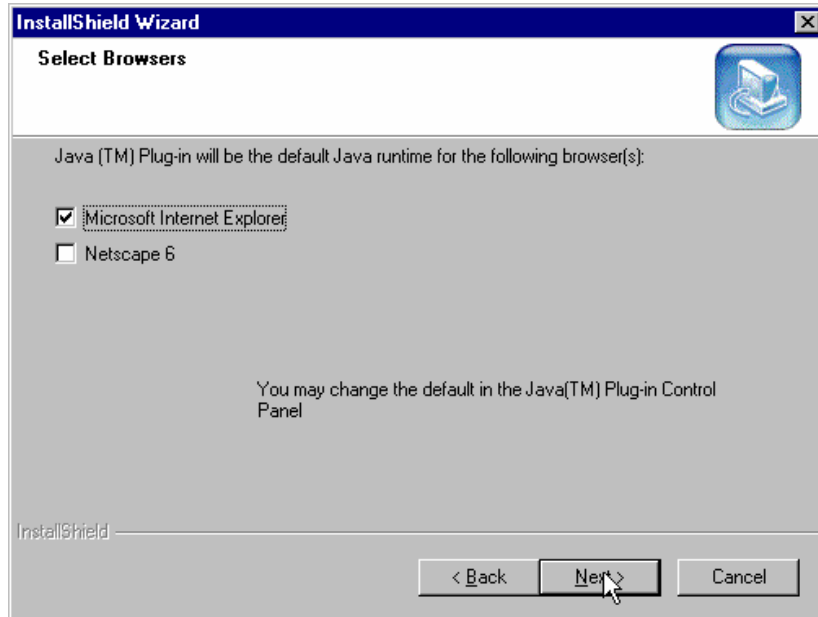 InstallShield Wizard
Select Browsers
Java (TM) Plug-in will be the default Java runtime for the following browser(s):
Microsoft Internet Explorer
Netscape 6
You may change the default in the Java(TM) Plug-in Control
Panel
InstallShield
< Back Next > Cancel